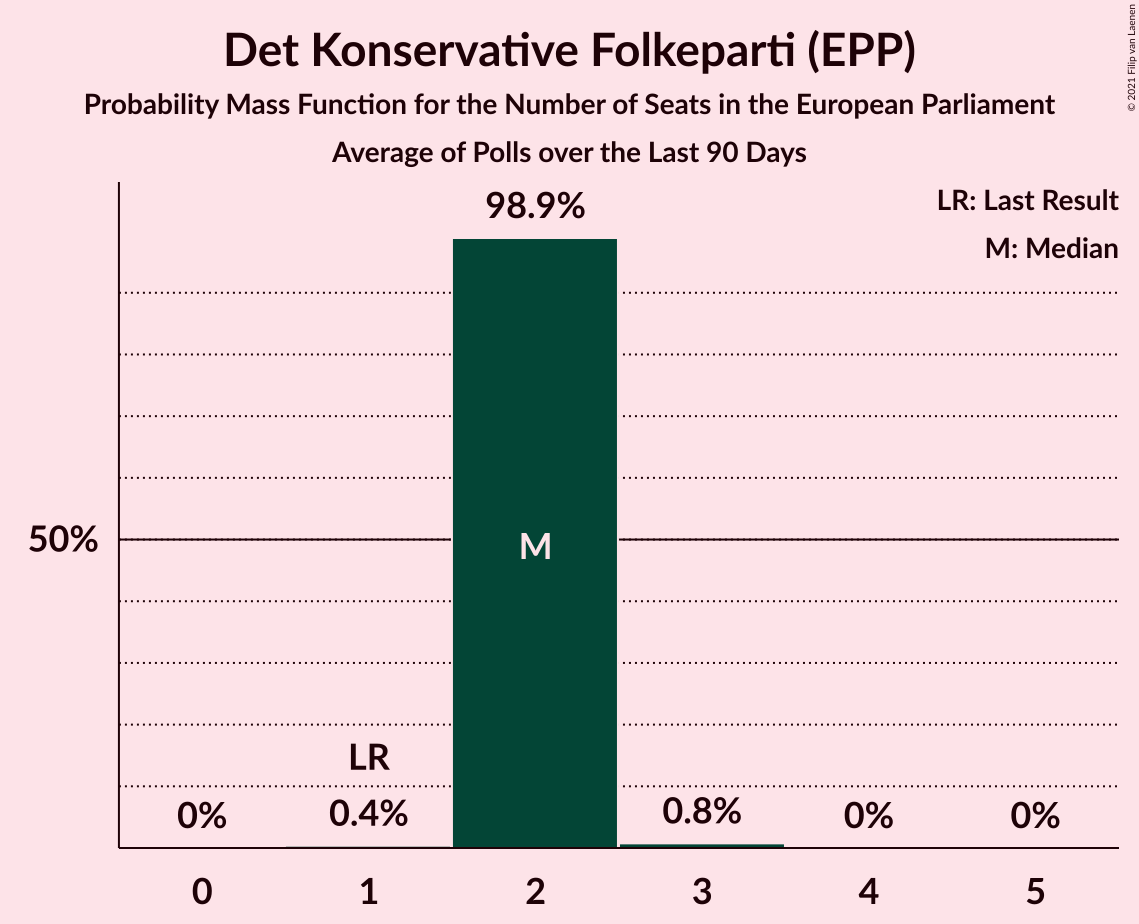 Det Konservative Folkeparti (EPP)
Probability Mass Function for the Number of Seats in the European Parliament
Average of Polls over the Last 90 Days
© 2021 Filip van Laenen
LR: Last Result
M: Median
98.9%
50%
M
LR
0%
0.4%
0.8%
0%
0%
0
1
2
3
4
5